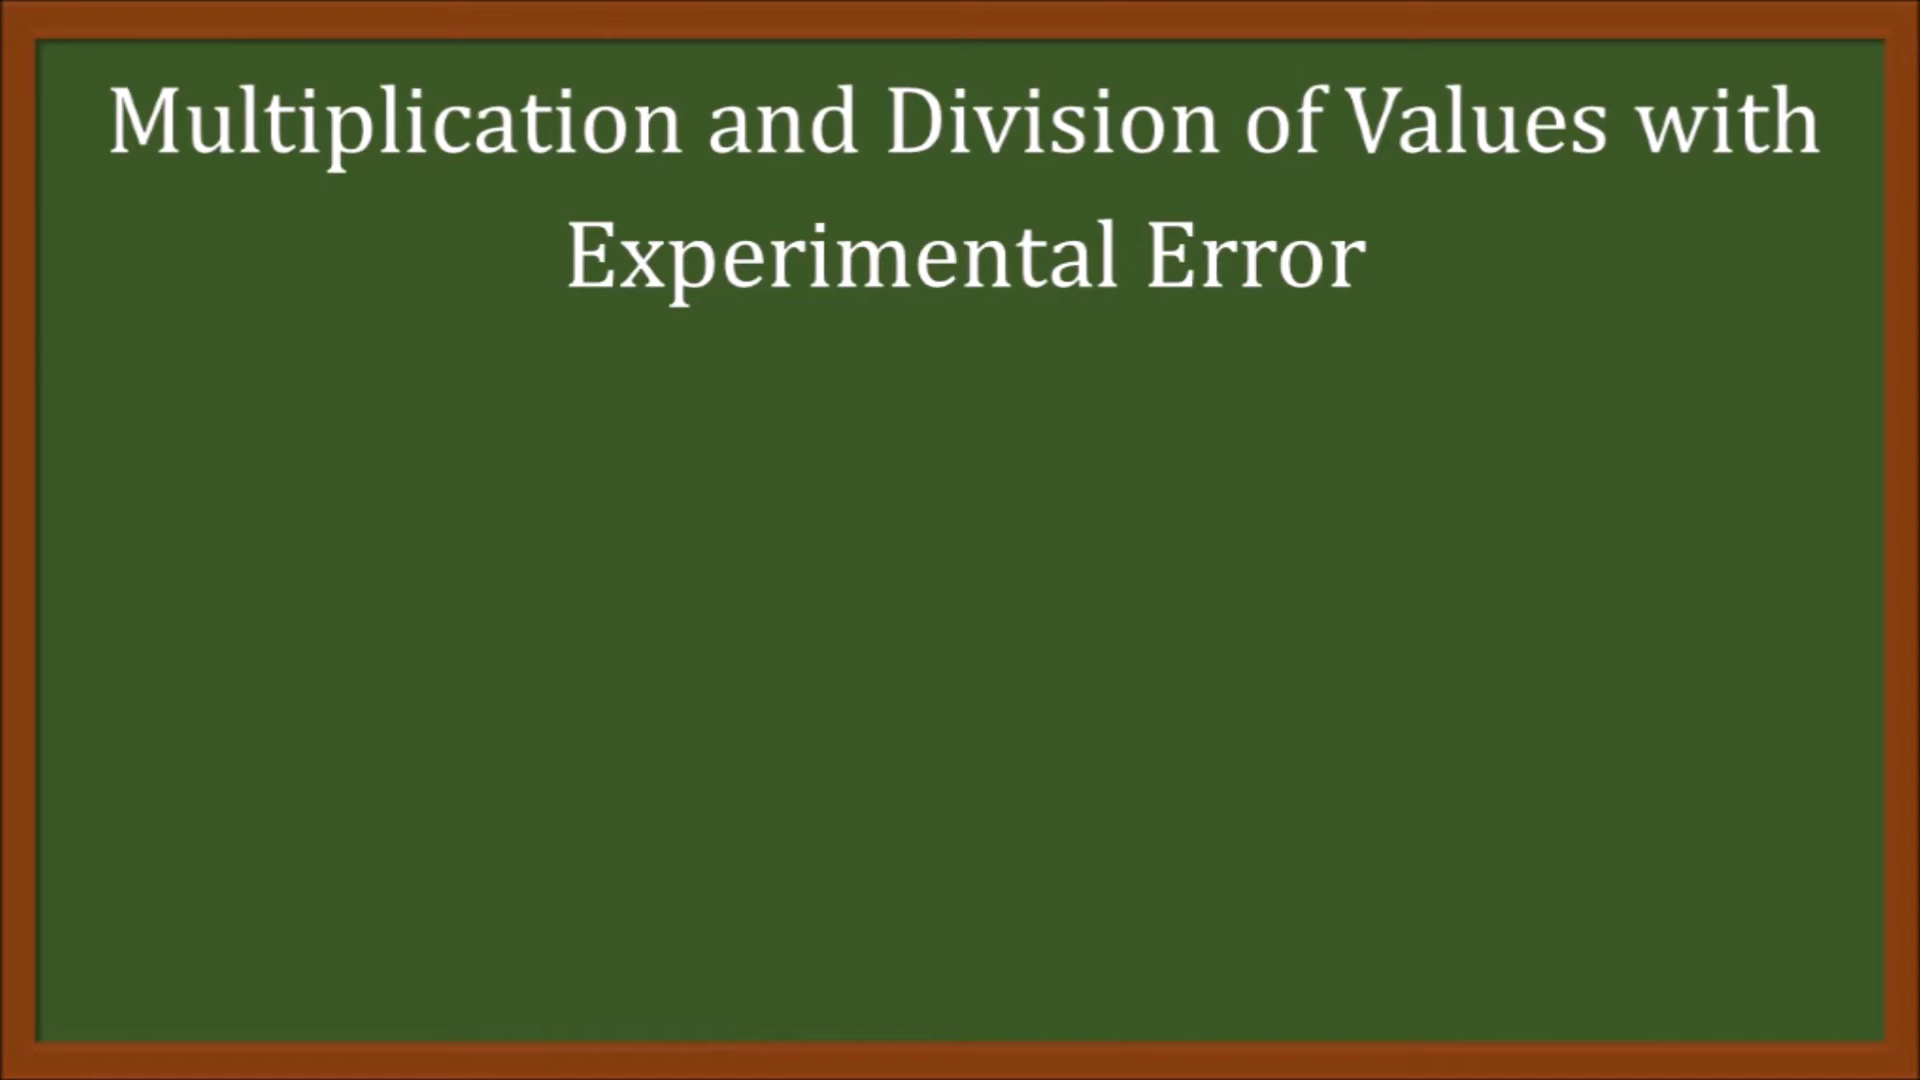 Multiplication and Division of Values with
Experimental Error